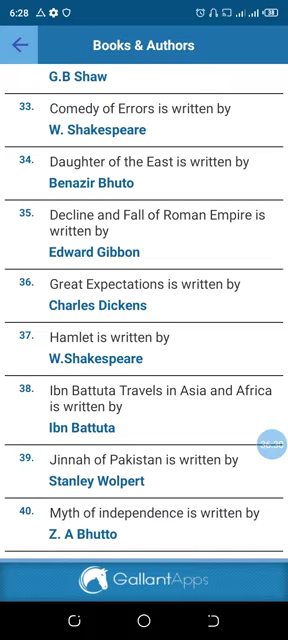 6:28
38
Books & Authors
G.B Shaw
33. Comedy of Errors is written by
W. Shakespeare
34. Daughter of the East is written by
Benazir Bhuto
35. Decline and Fall of Roman Empire is
written by
Edward Gibbon
36. Great Expectations is written by
Charles Dickens
37. Hamlet is written by
W.Shakespeare
38. Ibn Battuta Travels in Asia and Africa
is written by
Ibn Battuta
36:30
39. Jinnah of Pakistan is written by
Stanley Wolpert
40. Myth of independence is written by
Z. A Bhutto
GallantApps